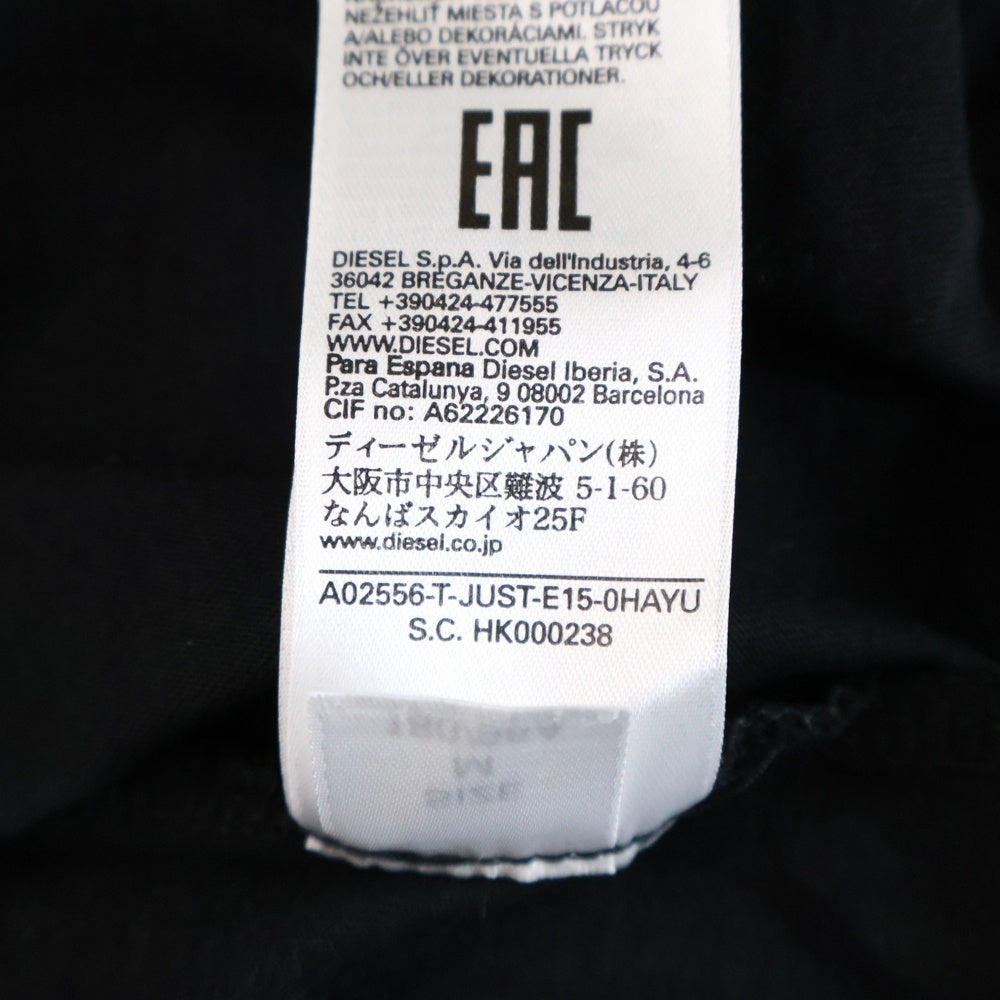 NEŽEHLIŤ MIESTA S POTLAČOU
A/ALEBO DEKORÁCIAMI. STRYK
INTE ÖVER EVENTUELLA TRYCK
OCH/ELLER DEKORATIONER.
EAC
DIESEL S.p.A. Via dell'Industria, 4-6
36042 BREGANZE-VICENZA-ITALY
TEL +390424-477555
FAX +390424-411955
WWW.DIESEL.COM
Para Espana Diesel Iberia, S.A.
P.za Catalunya, 9 08002 Barcelona
CIF no: A62226170
ディーゼルジャパン(株)
大阪市中央区難波 5-1-60
なんばスカイオ25F
www.diesel.co.jp
A02556-T-JUST-E15-0HAYU
S.C. HK000238
M